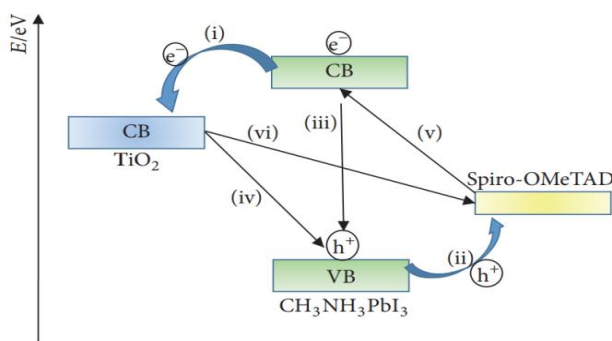 E/eV
(i)
e⁻
e⁻
CB
(iii)
(v)
CB
TiO₂
(vi)
Spiro-OMeTAD
(iv)
h⁺
VB
(ii)
h⁺
CH₃NH₃PbI₃